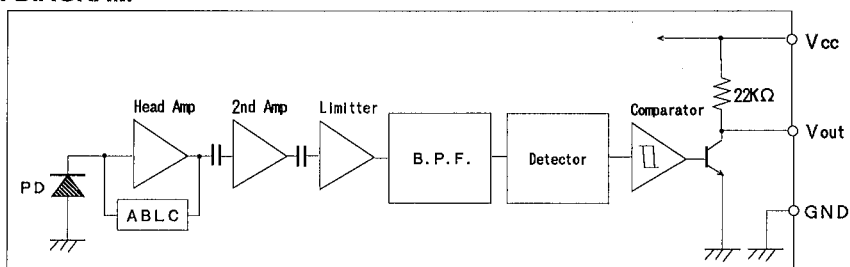 Vcc
Head Amp
2nd Amp
Limitter
Comparator
22KΩ
Vout
B.P.F.
Detector
PD
ABLC
GND